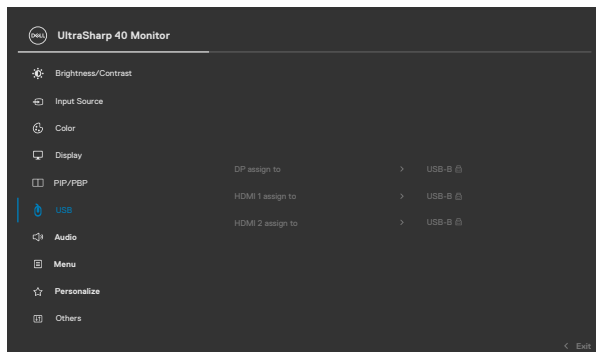 DELL UltraSharp 40 Monitor
Brightness/Contrast
Input Source
Color
Display
DP assign to > USB-B
PIP/PBP
HDMI 1 assign to > USB-B
USB
HDMI 2 assign to > USB-B
Audio
Menu
Personalize
Others
< Exit